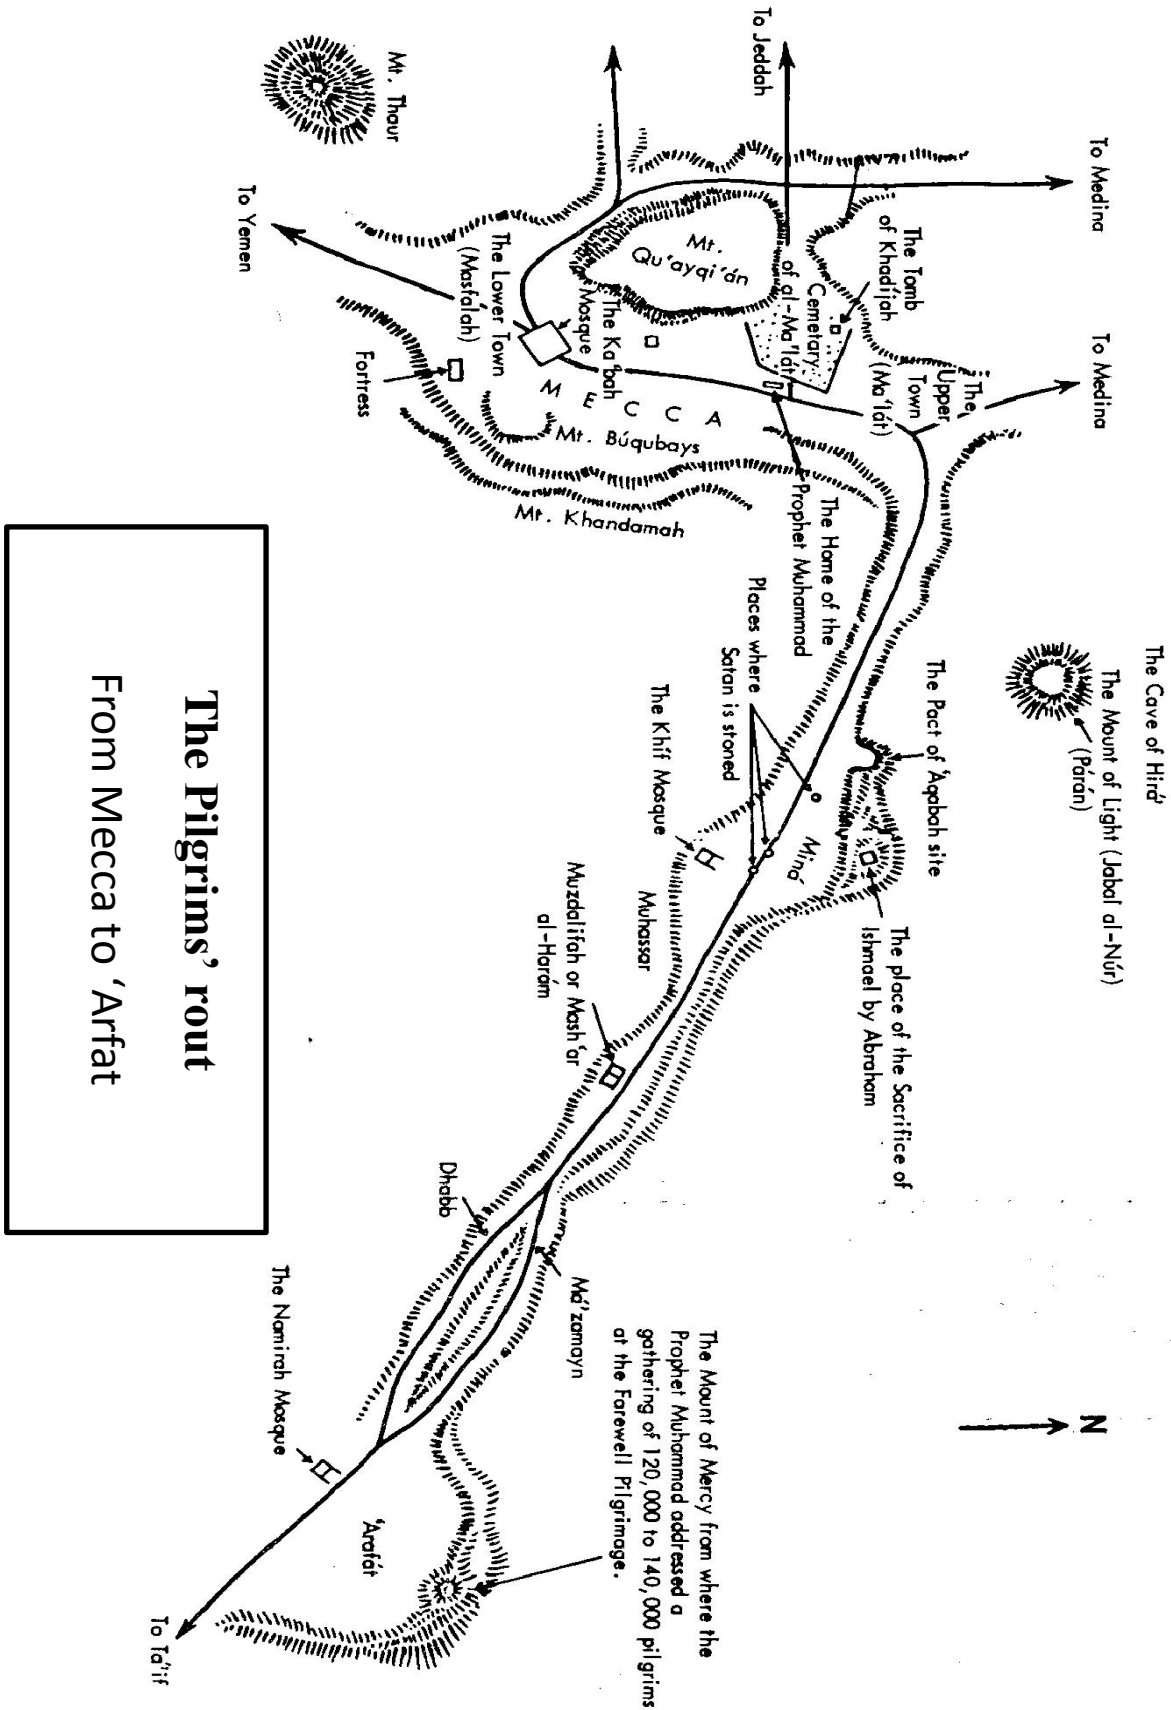 The Cave of Hirá'
The Mount of Light (Jabal al-Núr)
(Párán)
To Medina
To Medina
N
The Tomb
of Khadíjah
The
Upper
Town
(Ma'lát)
Cemetary
of al-Ma'lát
The Pact of 'Aqabah site
The place of the Sacrifice of
Ishmael by Abraham
To Jeddah
Mt.
Qu'ayqi'án
The Home of the
Prophet Muhammad
Places where
Satan is stoned
Miná
The Khíf Mosque
Muhassar
Muzdalifah or Mash'ar
al-Harám
The Ka'bah
Mosque
MECCA
Mt. Búqubays
Mt. Khandamah
The Lower Town
(Masfalah)
Fortress
Mt. Thaur
To Yemen
Dhabb
Má'zamayn
The Mount of Mercy from where the
Prophet Muhammad addressed a
gathering of 120,000 to 140,000 pilgrims
at the Farewell Pilgrimage.
The Namirah Mosque
'Arafát
To Ta'if
The Pilgrims' rout
From Mecca to 'Arfat